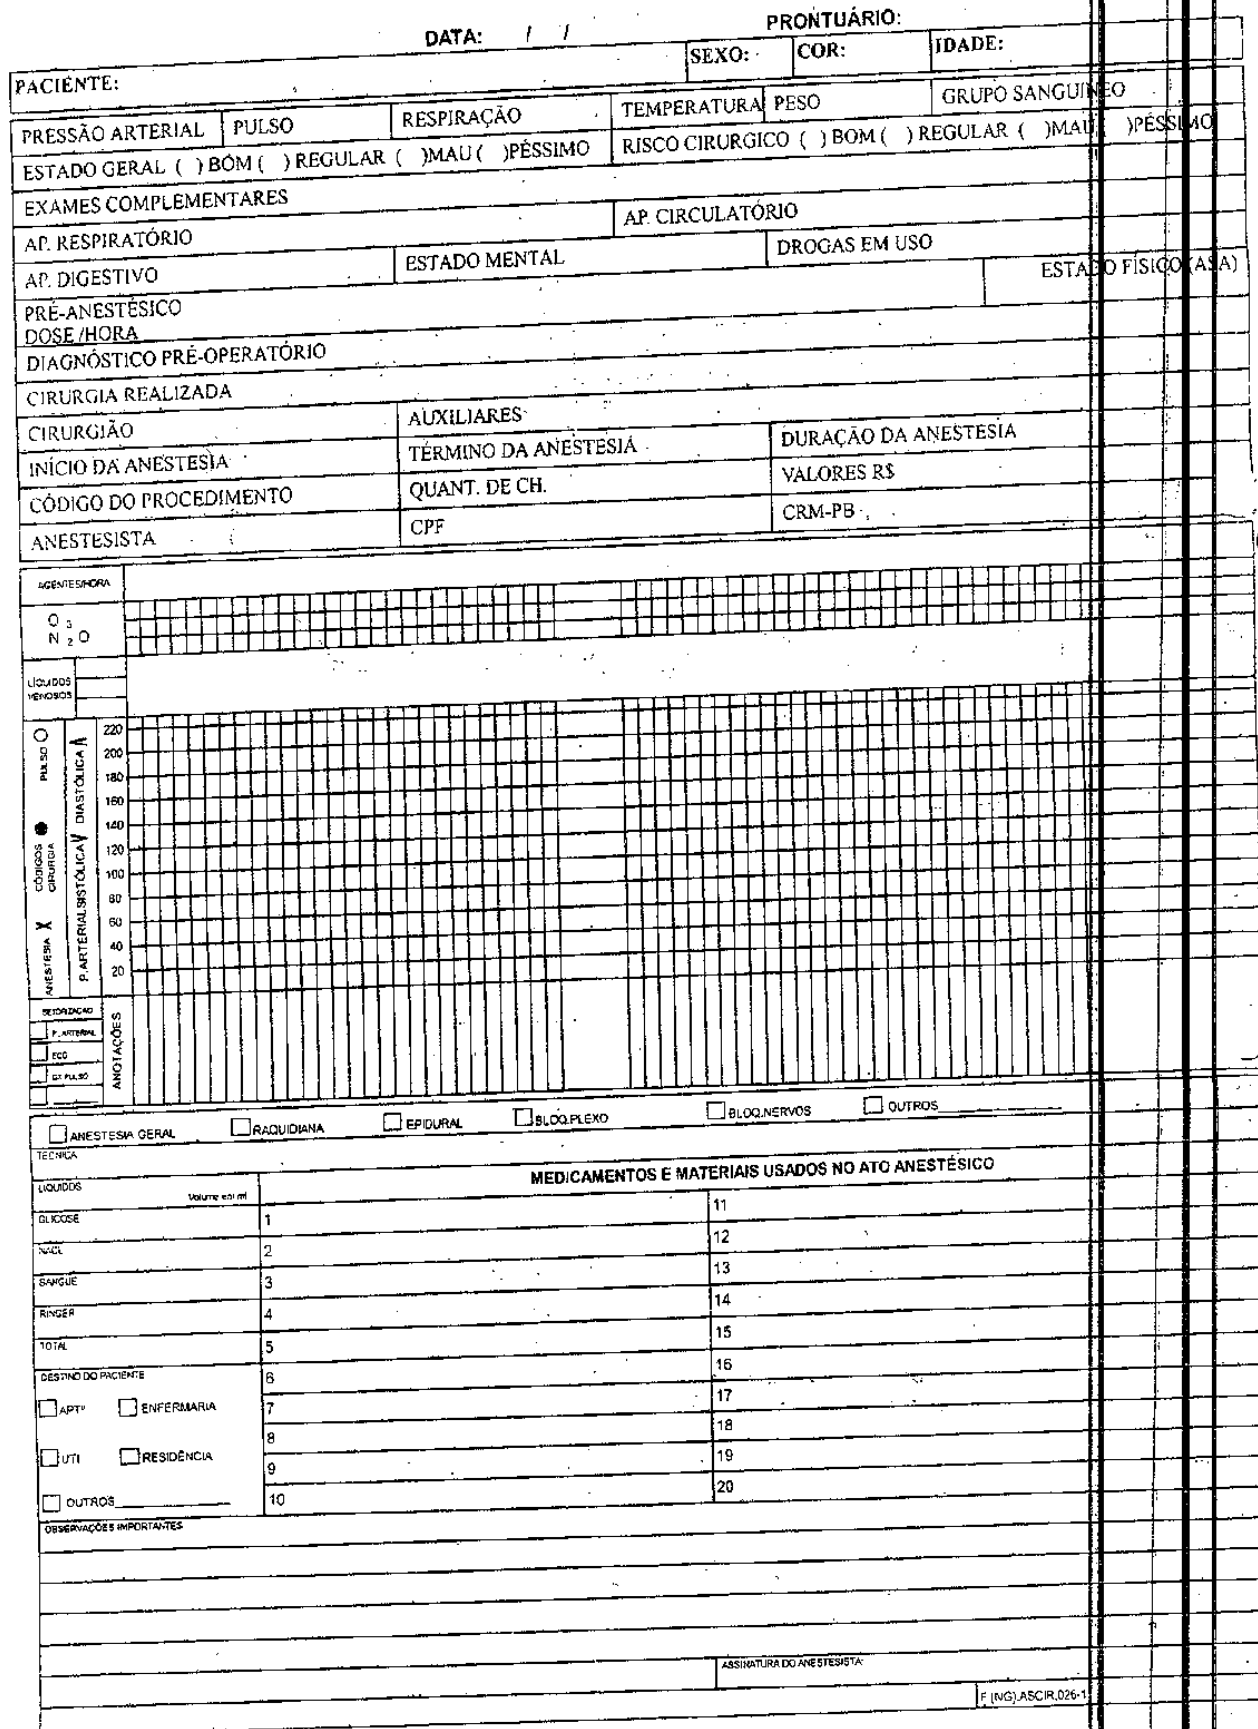 DATA: / / PRONTUÁRIO:
PACIENTE: SEXO: COR: IDADE:
PRESSÃO ARTERIAL PULSO RESPIRAÇÃO TEMPERATURA PESO GRUPO SANGUINEO
ESTADO GERAL ( ) BOM ( ) REGULAR ( )MAU ( )PÉSSIMO RISCO CIRURGICO ( ) BOM ( ) REGULAR ( )MAU ( )PÉSSIMO
EXAMES COMPLEMENTARES
AP. RESPIRATÓRIO AP. CIRCULATÓRIO
AP. DIGESTIVO ESTADO MENTAL DROGAS EM USO
PRÉ-ANESTÉSICO ESTADO FÍSICO (ASA)
DOSE /HORA
DIAGNÓSTICO PRÉ-OPERATÓRIO
CIRURGIA REALIZADA
CIRURGIÃO AUXILIARES
INÍCIO DA ANESTESIA TÉRMINO DA ANESTESIA DURAÇÃO DA ANESTESIA
CÓDIGO DO PROCEDIMENTO QUANT. DE CH. VALORES R$
ANESTESISTA CPF CRM-PB
AGENTES/HORA
O 3
N 2 O
LÍQUIDOS
VENOSOS
ANESTESIA X CÓDIGOS CIRURGIA ● PULSO O
P.ARTERIAL SISTÓLICA V DIASTÓLICA Λ
220
200
180
160
140
120
100
80
60
40
20
P. ARTERIAL
ECG
PULSO
ANOTAÇÕES
ANESTESIA GERAL RAQUIDIANA EPIDURAL BLOQ.PLEXO BLOQ.NERVOS OUTROS
TÉCNICA
LIQUIDOS Volume em ml MEDICAMENTOS E MATERIAIS USADOS NO ATO ANESTÉSICO
GLICOSE 1 11
NACL 2 12
SANGUE 3 13
RINGER 4 14
TOTAL 5 15
DESTINO DO PACIENTE 6 16
APTº ENFERMARIA 7 17
8 18
UTI RESIDÊNCIA 9 19
OUTROS 10 20
OBSERVAÇÕES IMPORTANTES
ASSINATURA DO ANESTESISTA:
F.(NG).ASCIR.026-1